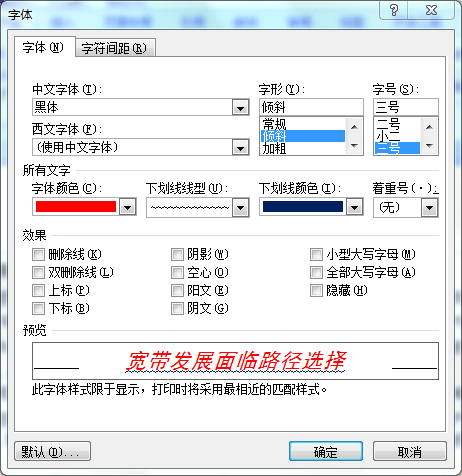 字体
字体(N) 字符间距(R)
中文字体(T): 字形(Y): 字号(S):
黑体 倾斜 三号
常规 二号
西文字体(F): 倾斜 小二
(使用中文字体) 加粗 三号
所有文字
字体颜色(C): 下划线线型(U): 下划线颜色(I): 着重号(·):
(无)
效果
删除线(K) 阴影(W) 小型大写字母(M)
双删除线(L) 空心(O) 全部大写字母(A)
上标(P) 阳文(E) 隐藏(H)
下标(B) 阴文(G)
预览
宽带发展面临路径选择
此字体样式限于显示，打印时将采用最相近的匹配样式。
默认(D)... 确定 取消